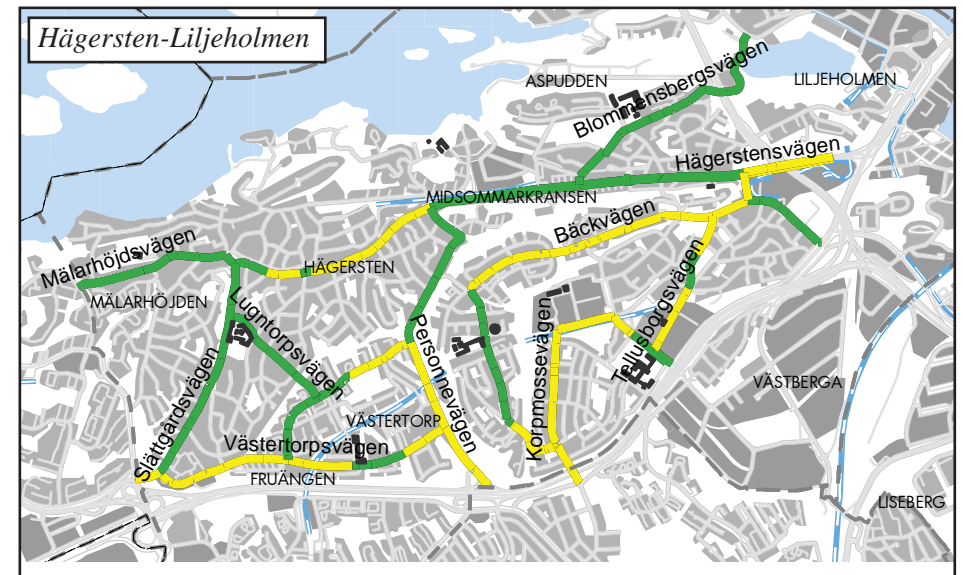 Hägersten-Liljeholmen
ASPUDDEN
Blommensbergsvägen
LILJEHOLMEN
Hägerstensvägen
MIDSOMMARKRANSEN
Bäckvägen
Mälarhöjdsvägen
HÄGERSTEN
MÄLARHÖJDEN
Lugntorpsvägen
Personnevägen
Korpmossevägen
Tellusborgsvägen
VÄSTBERGA
Slättgårdsvägen
VÄSTERTORP
Västertorpsvägen
FRUÄNGEN
LISEBERG